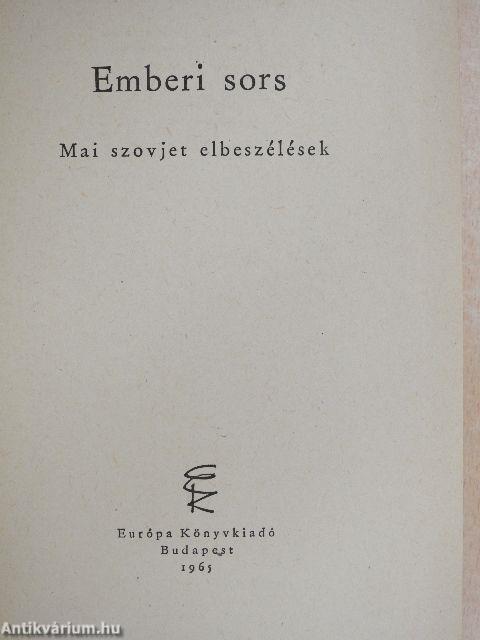 Emberi sors
Mai szovjet elbeszélések
Európa Könyvkiadó
Budapest
1965
Antikvárium.hu